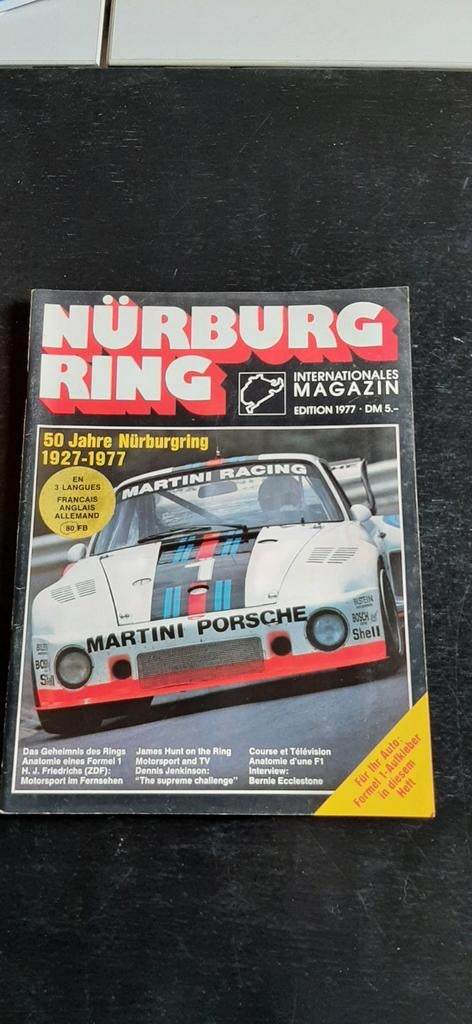 NÜRBURG
RING
INTERNATIONALES
MAGAZIN
EDITION 1977 · DM 5.–
50 Jahre Nürburgring
1927-1977
EN
3 LANGUES
FRANCAIS
ANGLAIS
ALLEMAND
80 FB
MARTINI RACING
1
MARTINI PORSCHE
BILSTEIN
BOSCH
Shell
Das Geheimnis des Rings
Anatomie eines Formel 1
H. J. Friedrichs (ZDF):
Motorsport im Fernsehen
James Hunt on the Ring
Motorsport and TV
Dennis Jenkinson:
"The supreme challenge"
Course et Télévision
Anatomie d'une F1
Interview:
Bernie Ecclestone
Für Ihr Auto:
Formel 1-Aufkleber
in diesem
Heft